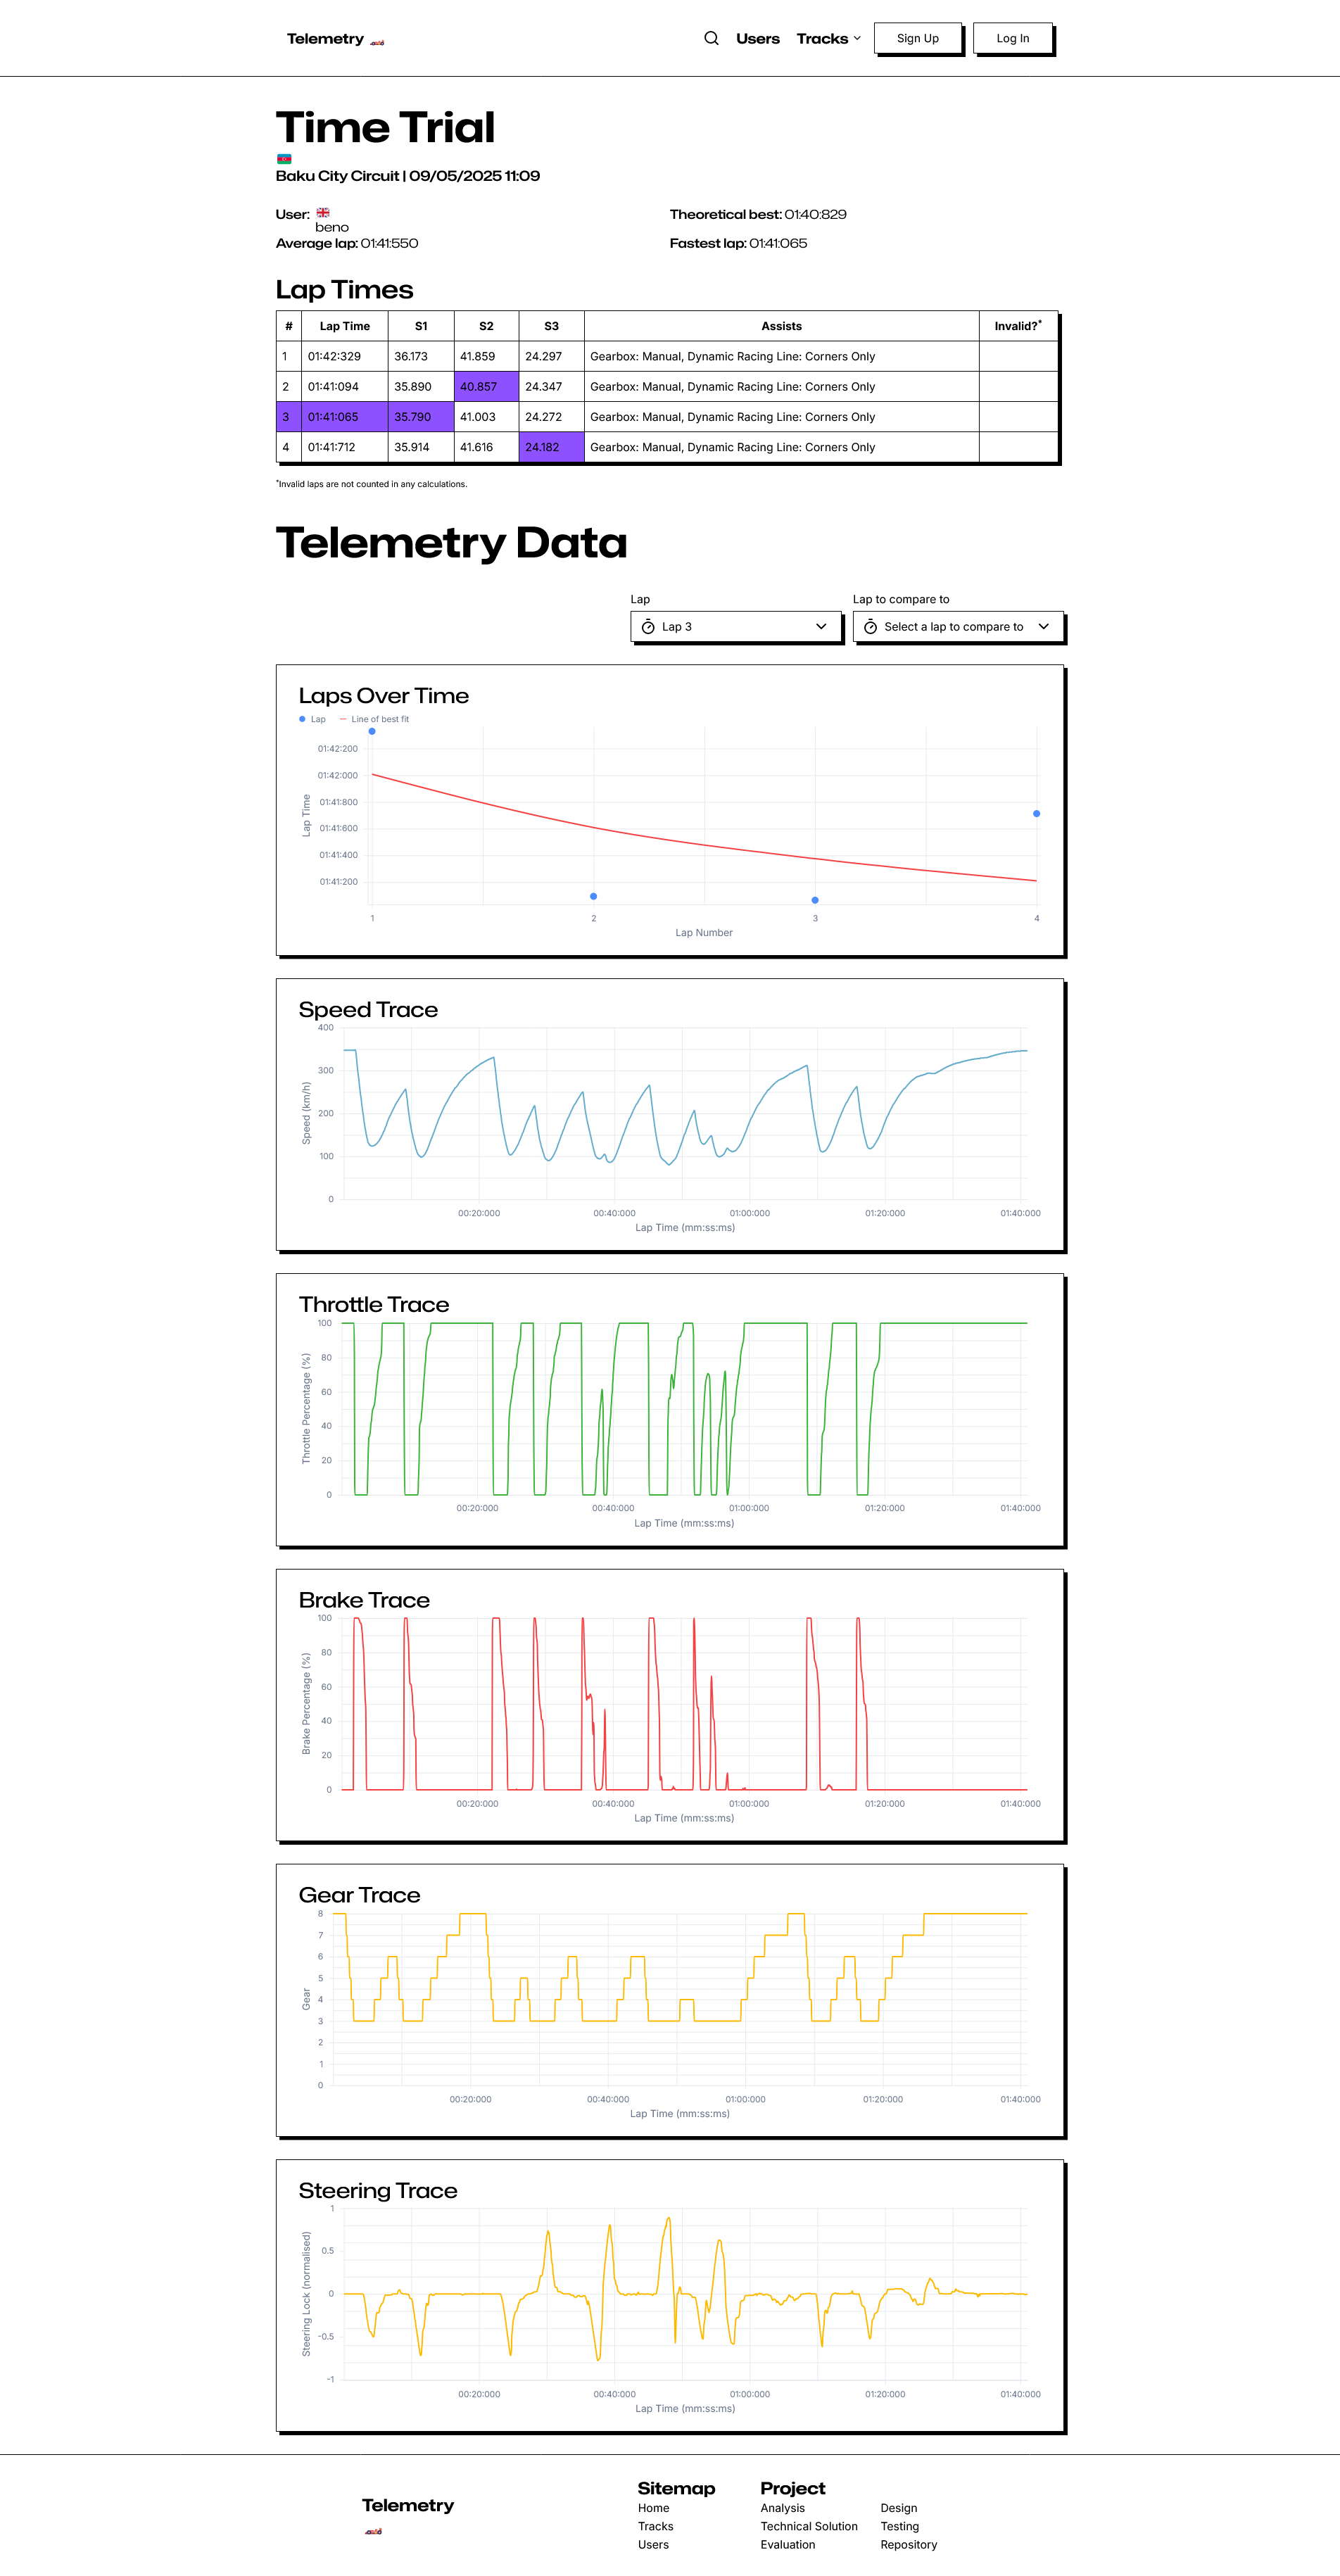 Telemetry
Users
Tracks
Sign Up
Log In
Time Trial
Baku City Circuit | 09/05/2025 11:09
User: beno
Theoretical best: 01:40:829
Average lap: 01:41:550
Fastest lap: 01:41:065
Lap Times
# Lap Time S1 S2 S3 Assists Invalid?*
1 01:42:329 36.173 41.859 24.297 Gearbox: Manual, Dynamic Racing Line: Corners Only
2 01:41:094 35.890 40.857 24.347 Gearbox: Manual, Dynamic Racing Line: Corners Only
3 01:41:065 35.790 41.003 24.272 Gearbox: Manual, Dynamic Racing Line: Corners Only
4 01:41:712 35.914 41.616 24.182 Gearbox: Manual, Dynamic Racing Line: Corners Only
*Invalid laps are not counted in any calculations.
Telemetry Data
Lap
Lap to compare to
Lap 3
Select a lap to compare to
Laps Over Time
Lap
Line of best fit
01:42:200
01:42:000
01:41:800
01:41:600
01:41:400
01:41:200
Lap Time
1 2 3 4
Lap Number
Speed Trace
400
300
200
100
0
Speed (km/h)
00:20:000 00:40:000 01:00:000 01:20:000 01:40:000
Lap Time (mm:ss:ms)
Throttle Trace
100
80
60
40
20
0
Throttle Percentage (%)
00:20:000 00:40:000 01:00:000 01:20:000 01:40:000
Lap Time (mm:ss:ms)
Brake Trace
100
80
60
40
20
0
Brake Percentage (%)
00:20:000 00:40:000 01:00:000 01:20:000 01:40:000
Lap Time (mm:ss:ms)
Gear Trace
8
7
6
5
4
3
2
1
0
Gear
00:20:000 00:40:000 01:00:000 01:20:000 01:40:000
Lap Time (mm:ss:ms)
Steering Trace
1
0.5
0
-0.5
-1
Steering Lock (normalised)
00:20:000 00:40:000 01:00:000 01:20:000 01:40:000
Lap Time (mm:ss:ms)
Telemetry
Sitemap
Home
Tracks
Users
Project
Analysis
Technical Solution
Evaluation
Design
Testing
Repository